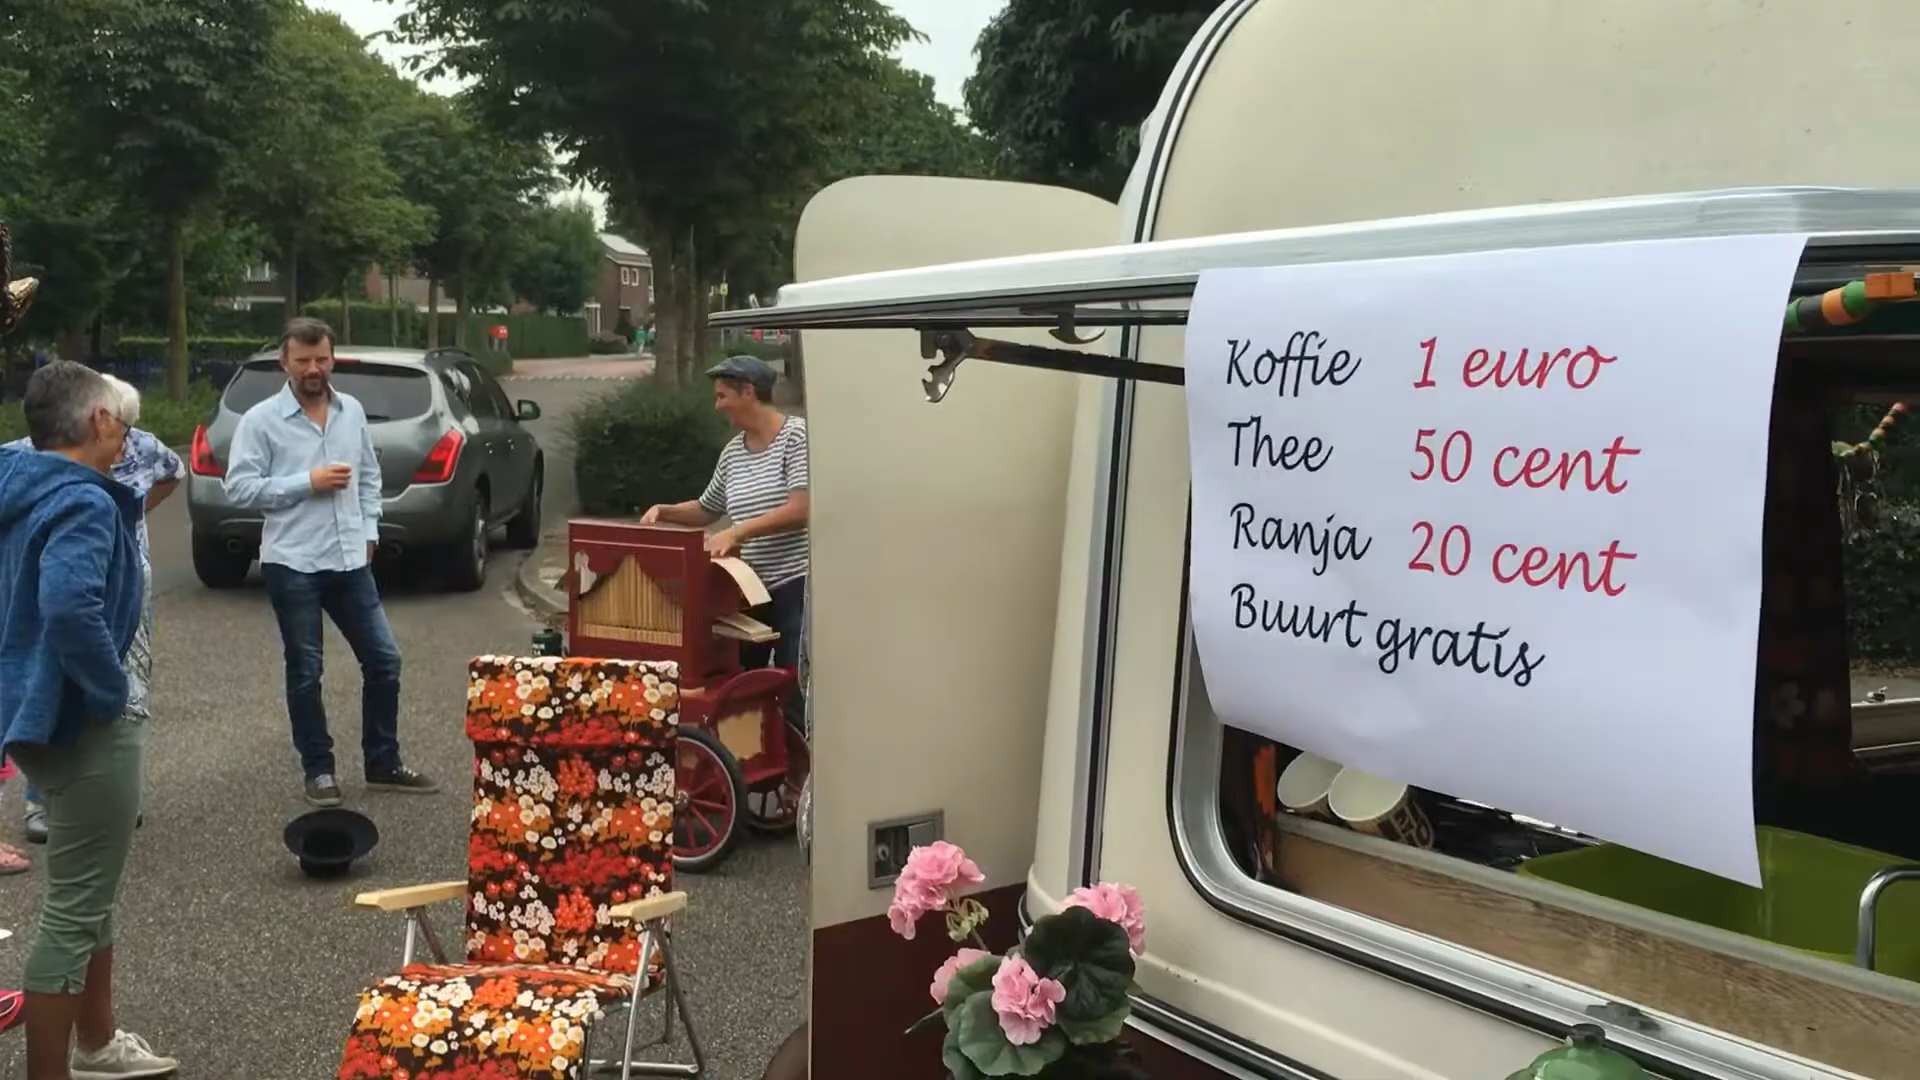 Koffie 1 euro
Thee 50 cent
Ranja 20 cent
Buurt gratis